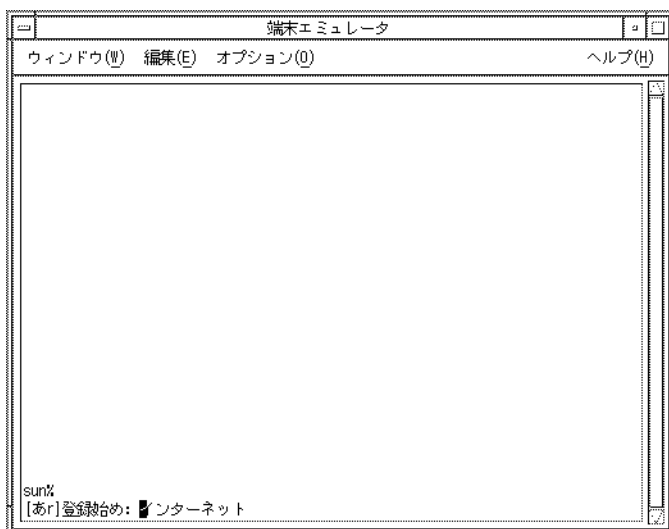 端末エミュレータ
ウィンドウ(W) 編集(E) オプション(O) ヘルプ(H)
sun%
[あr]登録始め: インターネット